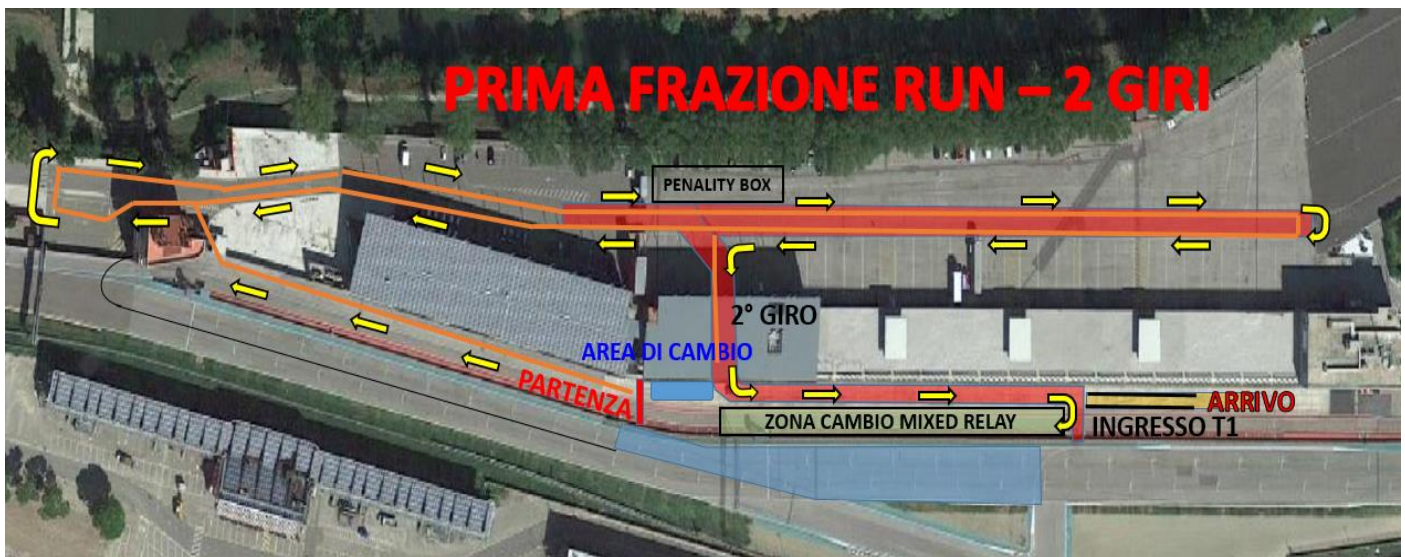 PRIMA FRAZIONE RUN – 2 GIRI
PENALITY BOX
2° GIRO
AREA DI CAMBIO
PARTENZA
ARRIVO
ZONA CAMBIO MIXED RELAY
INGRESSO T1